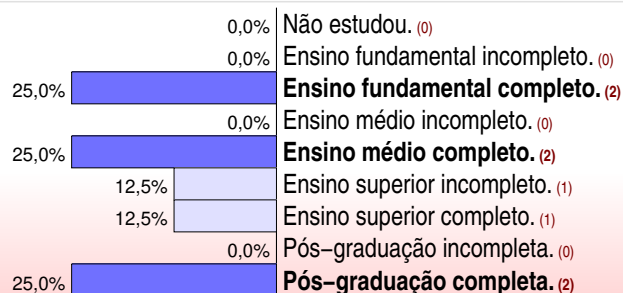 0,0% Não estudou. (0)
0,0% Ensino fundamental incompleto. (0)
25,0% Ensino fundamental completo. (2)
0,0% Ensino médio incompleto. (0)
25,0% Ensino médio completo. (2)
12,5% Ensino superior incompleto. (1)
12,5% Ensino superior completo. (1)
0,0% Pós−graduação incompleta. (0)
25,0% Pós−graduação completa. (2)